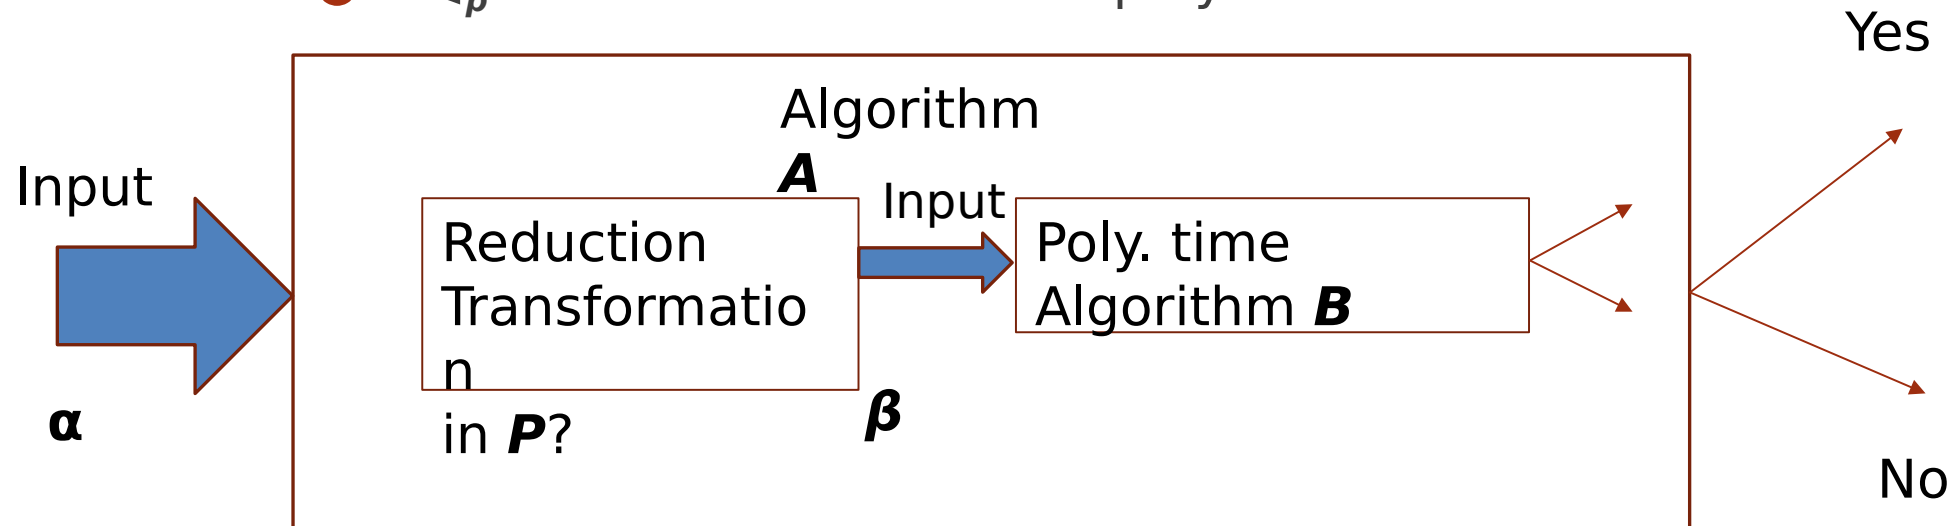 Yes
Algorithm
A
Input
Input
Reduction
Transformatio
n
in P?
Poly. time
Algorithm B
α
β
No